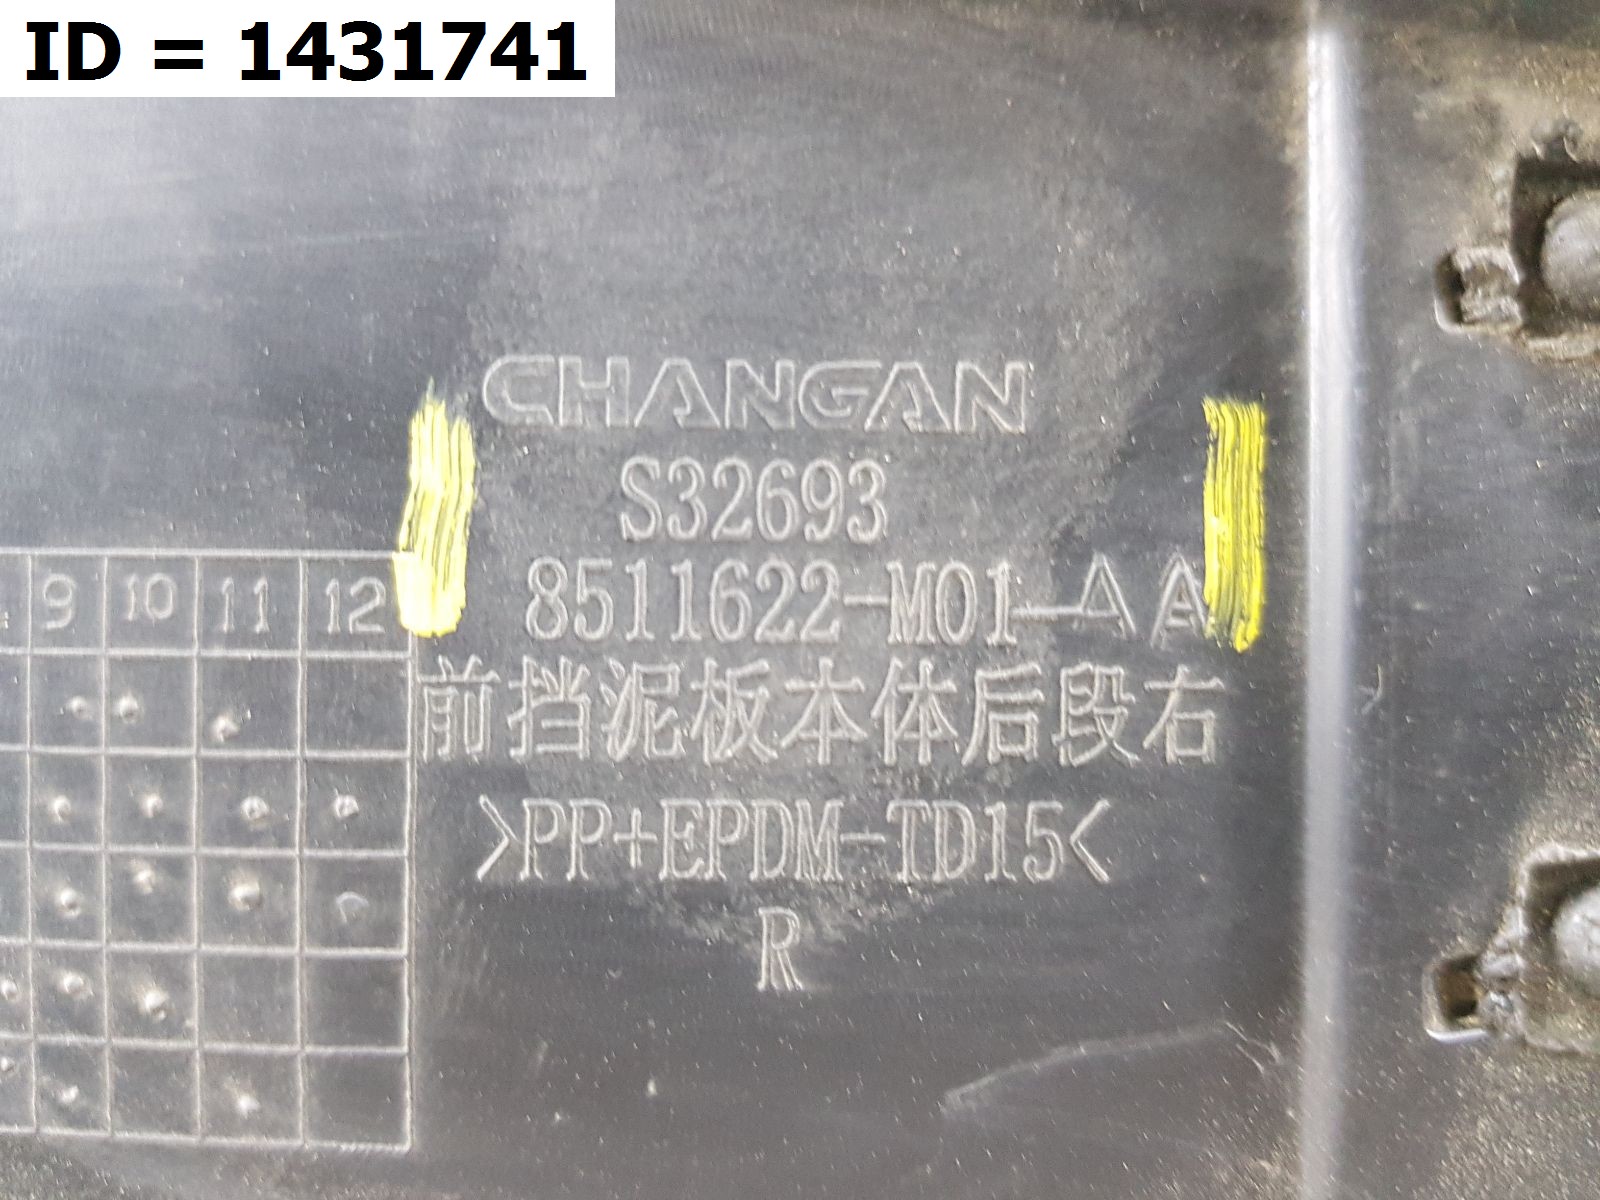 ID = 1431741
CHANGAN
S32693
8511622-M01-AA
9 10 11 12
前挡泥板本体后段右
>PP+EPDM-TD15<
R